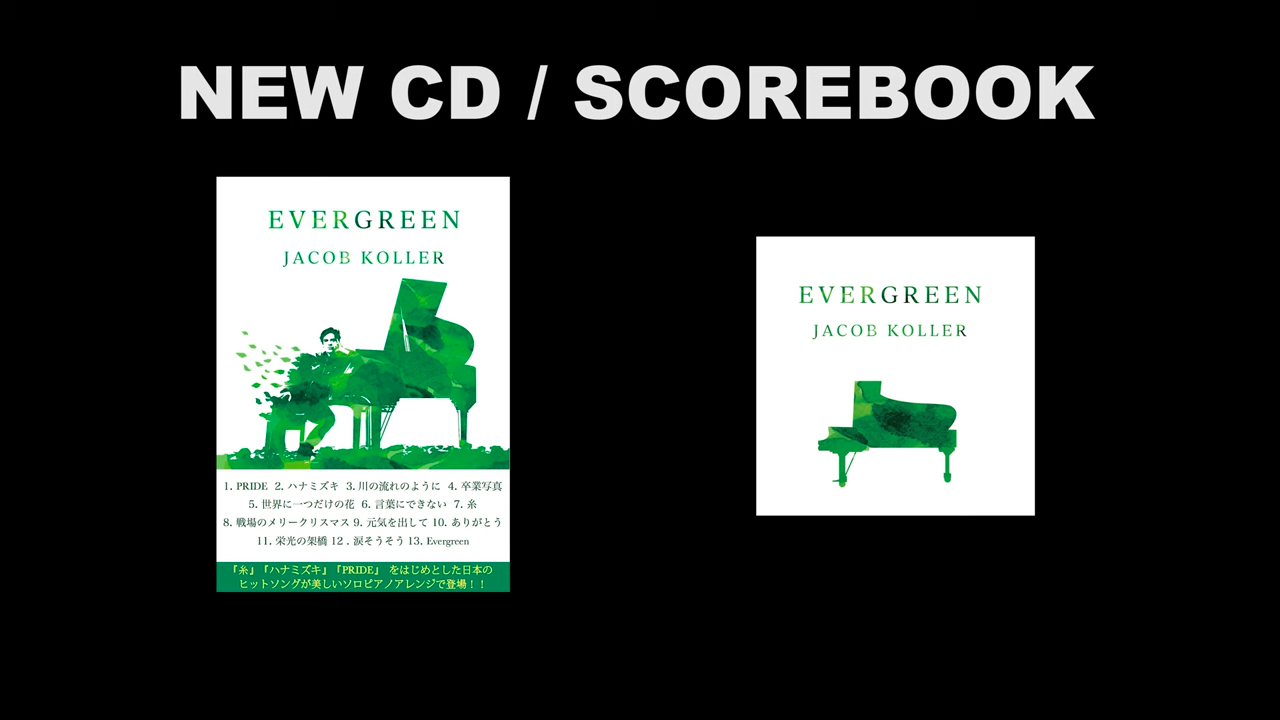 NEW CD / SCOREBOOK
EVERGREEN
JACOB KOLLER
1. PRIDE 2. ハナミズキ 3. 川の流れのように 4. 卒業写真
5. 世界に一つだけの花 6. 言葉にできない 7. 糸
8. 戦場のメリークリスマス 9. 元気を出して 10. ありがとう
11. 栄光の架橋 12 . 涙そうそう 13. Evergreen
『糸』『ハナミズキ』『PRIDE』 をはじめとした日本の
ヒットソングが美しいソロピアノアレンジで登場！！
EVERGREEN
JACOB KOLLER